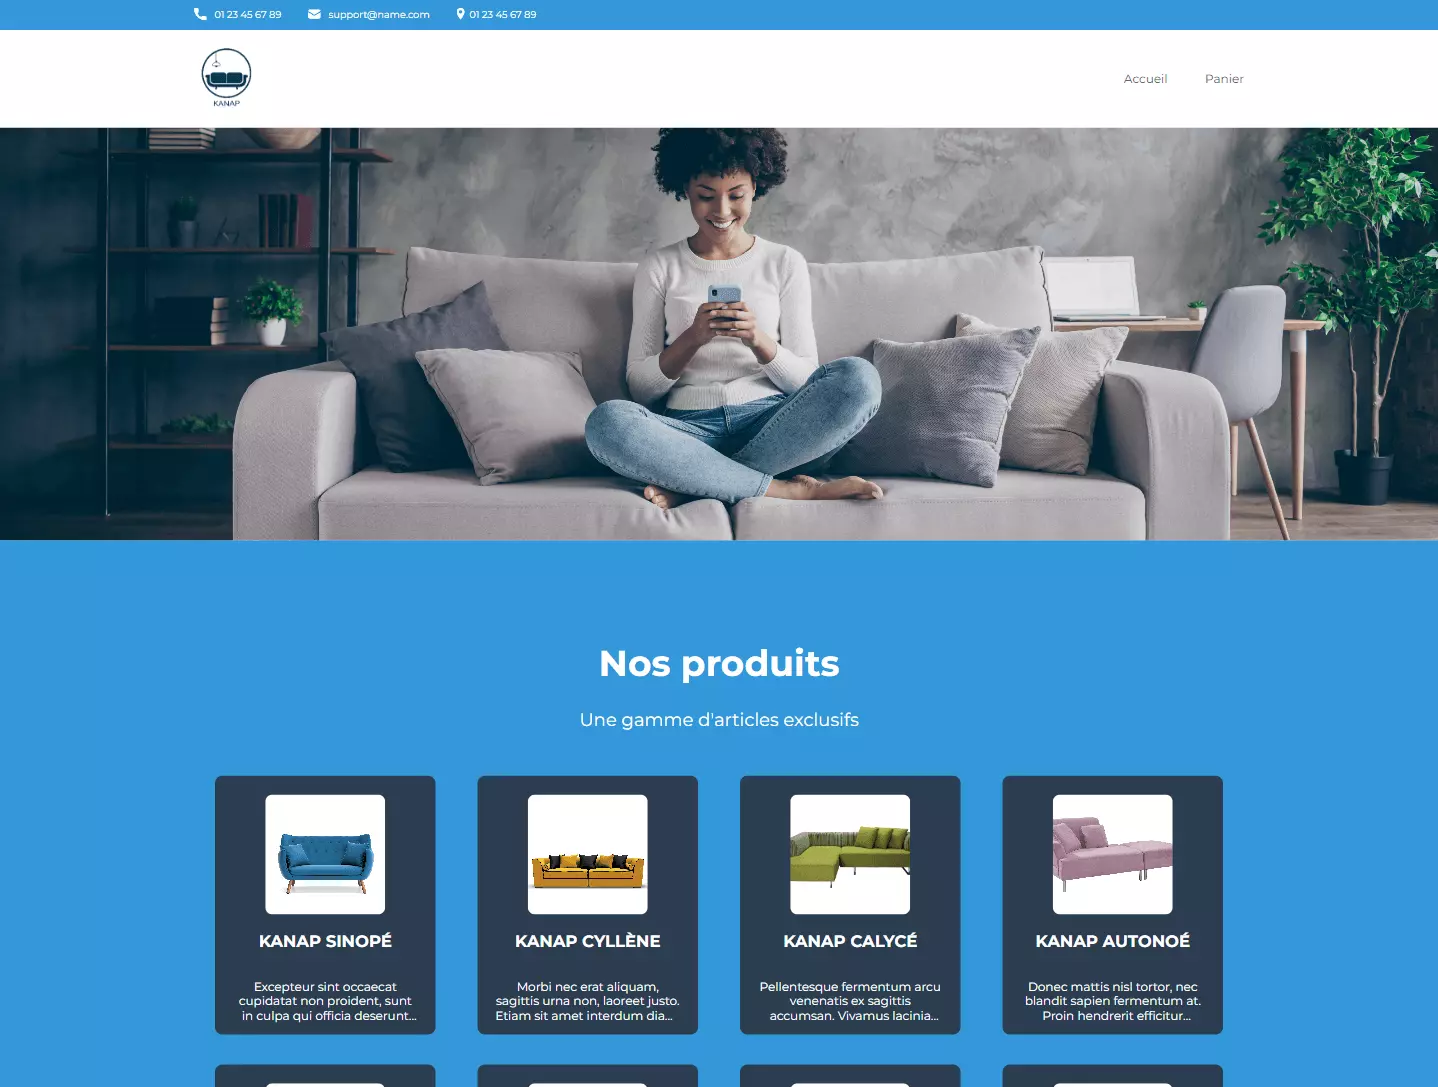 01 23 45 67 89 support@name.com 01 23 45 67 89
KANAP
Accueil Panier
Nos produits
Une gamme d'articles exclusifs
KANAP SINOPÉ
Excepteur sint occaecat
cupidatat non proident, sunt
in culpa qui officia deserunt...
KANAP CYLLÈNE
Morbi nec erat aliquam,
sagittis urna non, laoreet justo.
Etiam sit amet interdum dia...
KANAP CALYCÉ
Pellentesque fermentum arcu
venenatis ex sagittis
accumsan. Vivamus lacinia...
KANAP AUTONOÉ
Donec mattis nisl tortor, nec
blandit sapien fermentum at.
Proin hendrerit efficitur...